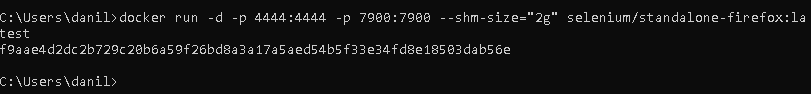 C:\Users\danil>docker run -d -p 4444:4444 -p 7900:7900 --shm-size="2g" selenium/standalone-firefox:la
test
f9aae4d2dc2b729c20b6a59f26bd8a3a17a5aed54b5f33e34fd8e18503dab56e
C:\Users\danil>